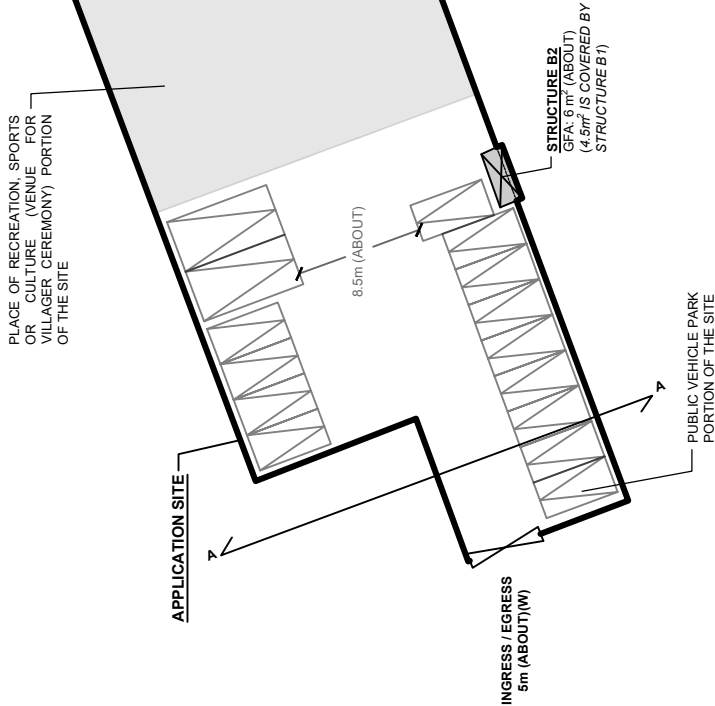 PLACE OF RECREATION, SPORTS
OR CULTURE (VENUE FOR
VILLAGER CEREMONY) PORTION
OF THE SITE
STRUCTURE B2
GFA: 6 m² (ABOUT)
(4.5m² IS COVERED BY
STRUCTURE B1)
8.5m (ABOUT)
APPLICATION SITE
A
A
INGRESS / EGRESS
5m (ABOUT)(W)
PUBLIC VEHICLE PARK
PORTION OF THE SITE